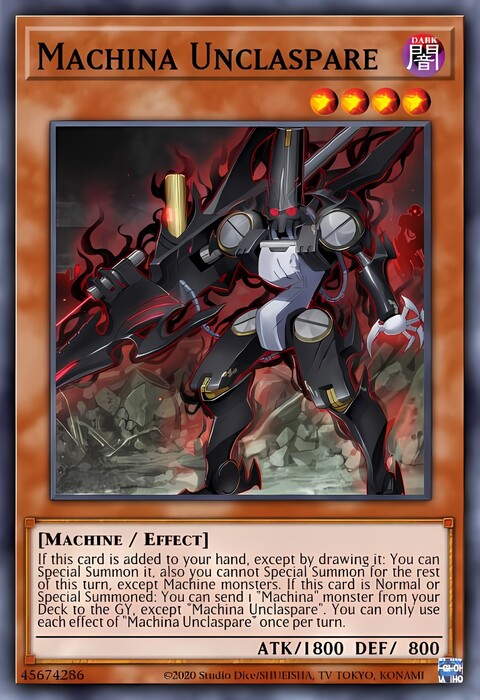 MACHINA UNCLASPARE
DARK
闇
[MACHINE / EFFECT]
If this card is added to your hand, except by drawing it: You can
Special Summon it, also you cannot Special Summon for the rest
of this turn, except Machine monsters. If this card is Normal or
Special Summoned: You can send 1 "Machina" monster from your
Deck to the GY, except "Machina Unclaspare". You can only use
each effect of "Machina Unclaspare" once per turn.
ATK/1800 DEF/ 800
45674286
©2020 Studio Dice/SHUEISHA, TV TOKYO, KONAMI